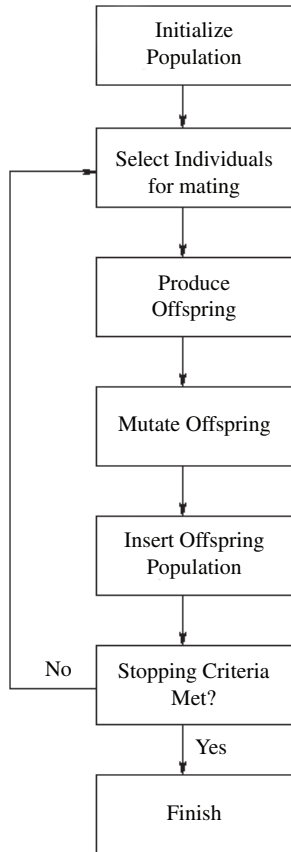 Initialize
Population
Select Individuals
for mating
Produce
Offspring
Mutate Offspring
Insert Offspring
Population
Stopping Criteria
Met?
No
Yes
Finish